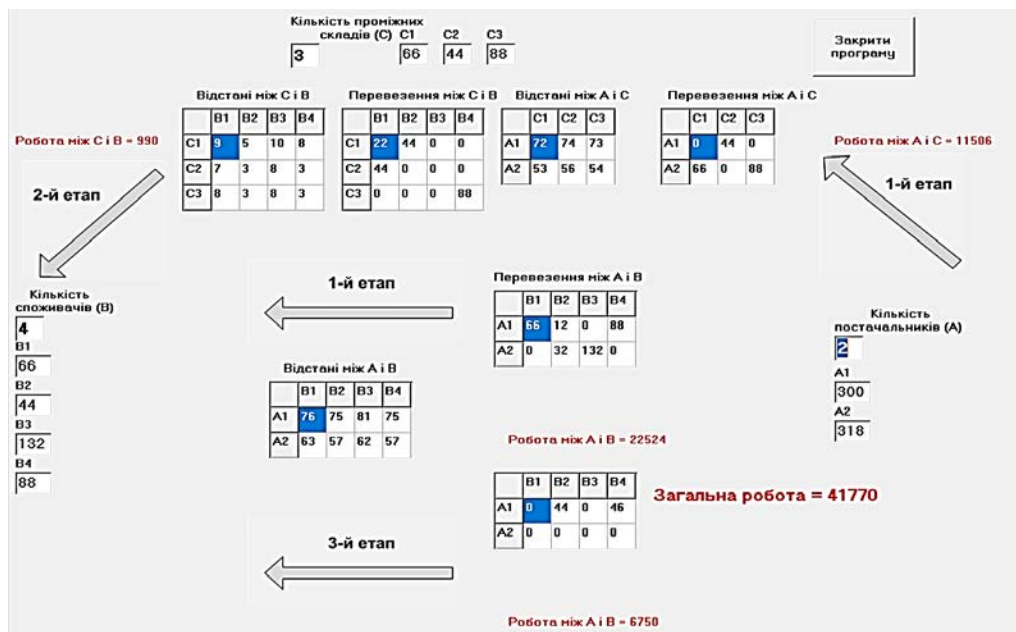 Кількість проміжних
складів (С) С1 С2 С3
3 66 44 88
Закрити
програму
Відстані між С і В
В1 В2 В3 В4
С1 9 5 10 8
С2 7 3 8 3
С3 8 3 8 3
Перевезення між С і В
В1 В2 В3 В4
С1 22 44 0 0
С2 44 0 0 0
С3 0 0 0 88
Відстані між А і С
С1 С2 С3
А1 72 74 73
А2 53 56 54
Перевезення між А і С
С1 С2 С3
А1 0 44 0
А2 66 0 88
Робота між С і В = 990
Робота між А і С = 11506
2-й етап
1-й етап
1-й етап
Перевезення між А і В
В1 В2 В3 В4
А1 66 12 0 88
А2 0 32 132 0
Кількість
споживачів (В)
4
В1
66
В2
44
В3
132
В4
88
Відстані між А і В
В1 В2 В3 В4
А1 76 75 81 75
А2 63 57 62 57
Кількість
постачальників (А)
2
А1
300
А2
318
Робота між А і В = 22524
В1 В2 В3 В4
А1 0 44 0 46
А2 0 0 0 0
Загальна робота = 41770
3-й етап
Робота між А і В = 6750